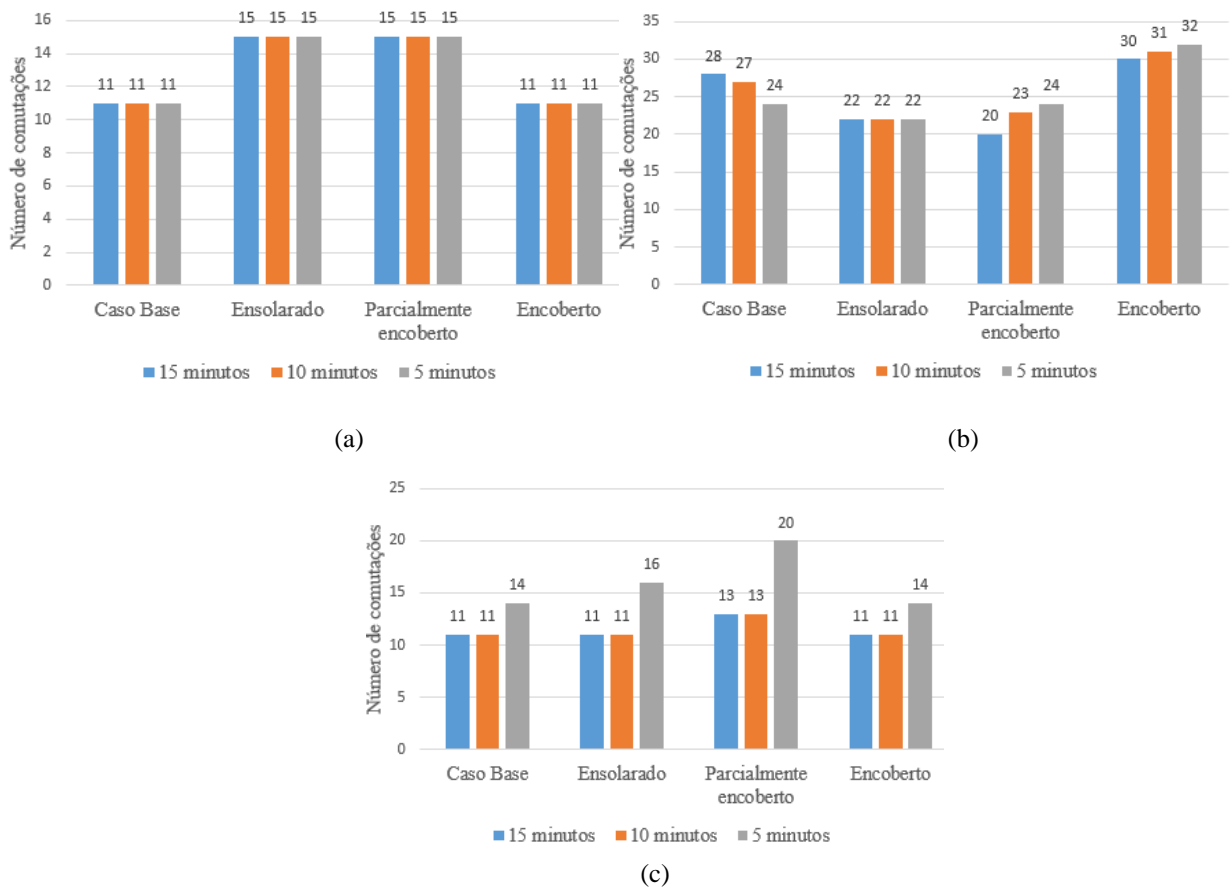 Número de comutações
16
14
12
10
8
6
4
2
0
11 11 11
15 15 15
15 15 15
11 11 11
Caso Base
Ensolarado
Parcialmente
encoberto
Encoberto
15 minutos 10 minutos 5 minutos
(a)
Número de comutações
35
30
25
20
15
10
5
0
28 27 24
22 22 22
20 23 24
30 31 32
Caso Base
Ensolarado
Parcialmente
encoberto
Encoberto
15 minutos 10 minutos 5 minutos
(b)
Número de comutações
25
20
15
10
5
0
11 11 14
11 11 16
13 13 20
11 11 14
Caso Base
Ensolarado
Parcialmente
encoberto
Encoberto
15 minutos 10 minutos 5 minutos
(c)